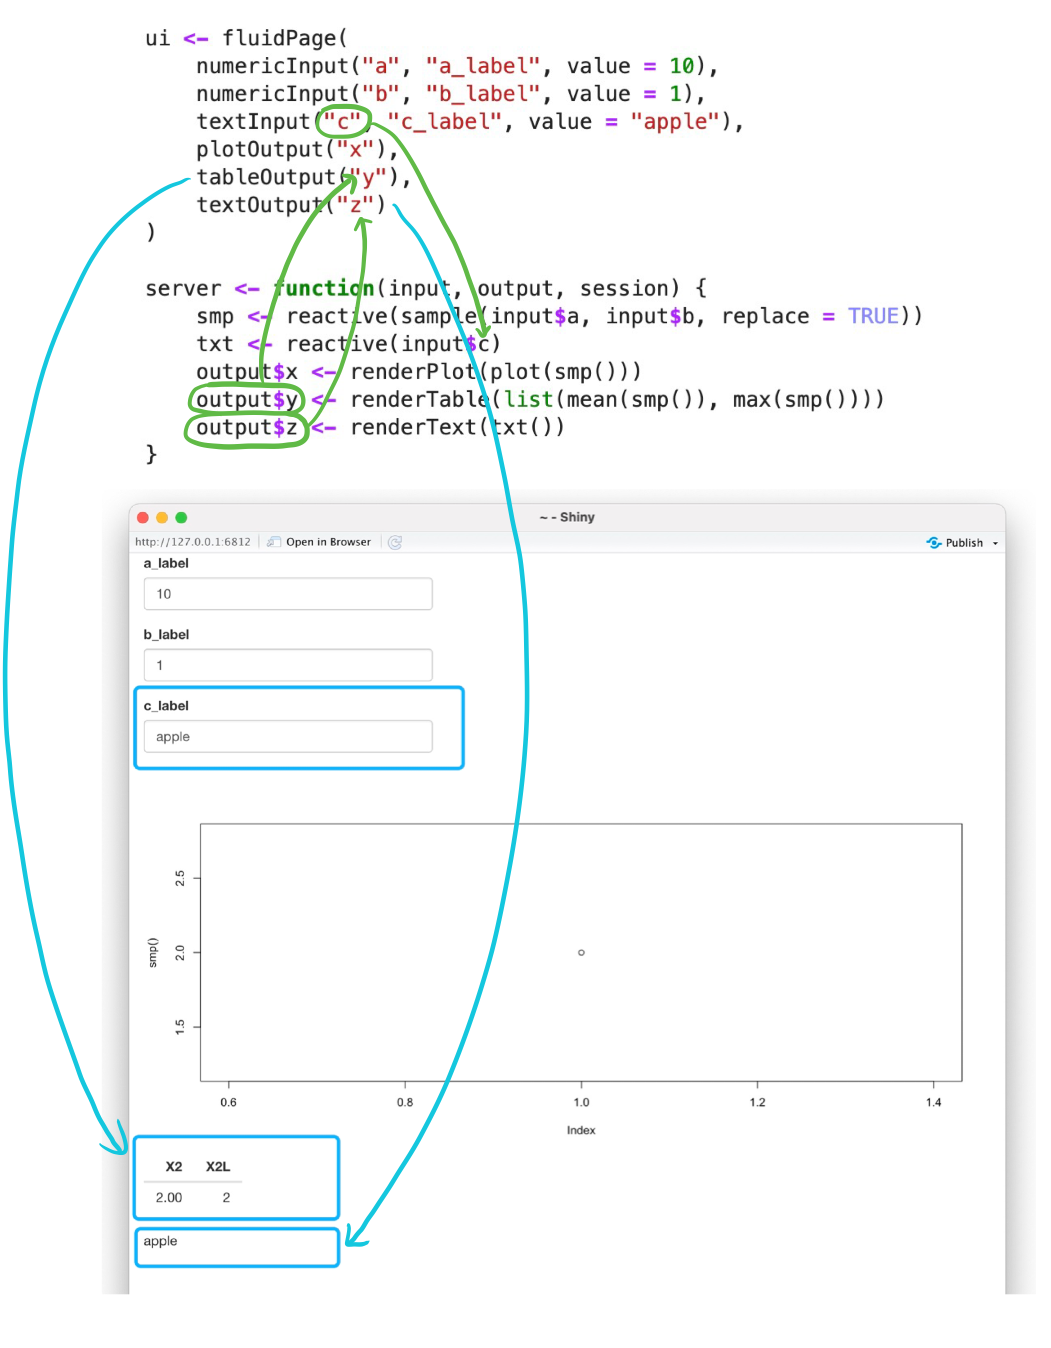 ui <- fluidPage(
numericInput("a", "a_label", value = 10),
numericInput("b", "b_label", value = 1),
textInput("c", "c_label", value = "apple"),
plotOutput("x"),
tableOutput("y"),
textOutput("z")
)
server <- function(input, output, session) {
smp <- reactive(sample(input$a, input$b, replace = TRUE))
txt <- reactive(input$c)
output$x <- renderPlot(plot(smp()))
output$y <- renderTable(list(mean(smp()), max(smp())))
output$z <- renderText(txt())
}
~ - Shiny
http://127.0.0.1:6812 Open in Browser Publish
a_label
10
b_label
1
c_label
apple
2.5
2.0
1.5
smp()
0.6 0.8 1.0 1.2 1.4
Index
X2 X2L
2.00 2
apple